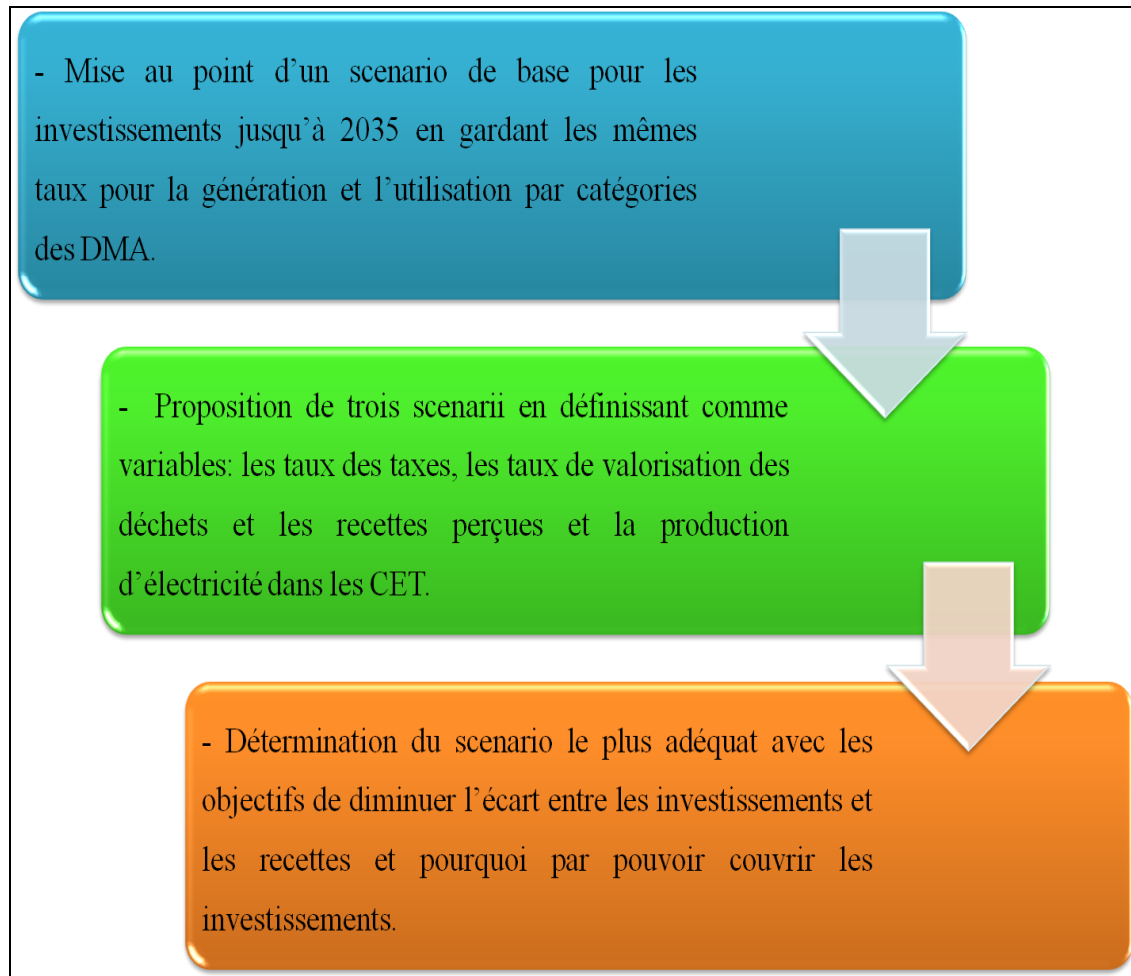 - Mise au point d’un scenario de base pour les
investissements jusqu’à 2035 en gardant les mêmes
taux pour la génération et l’utilisation par catégories
des DMA.
- Proposition de trois scenarii en définissant comme
variables: les taux des taxes, les taux de valorisation des
déchets et les recettes perçues et la production
d’électricité dans les CET.
- Détermination du scenario le plus adéquat avec les
objectifs de diminuer l’écart entre les investissements et
les recettes et pourquoi par pouvoir couvrir les
investissements.